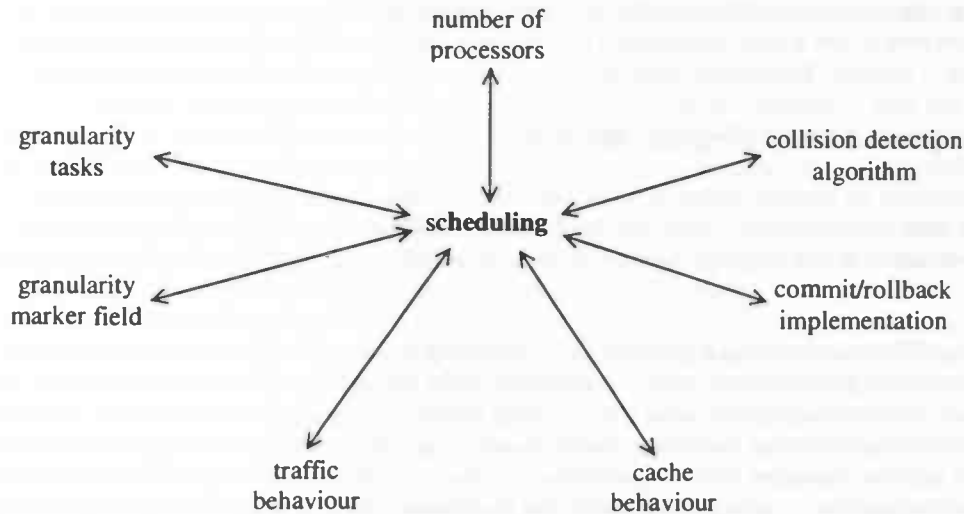 number of
processors
granularity
tasks
collision detection
algorithm
scheduling
granularity
marker field
commit/rollback
implementation
traffic
behaviour
cache
behaviour